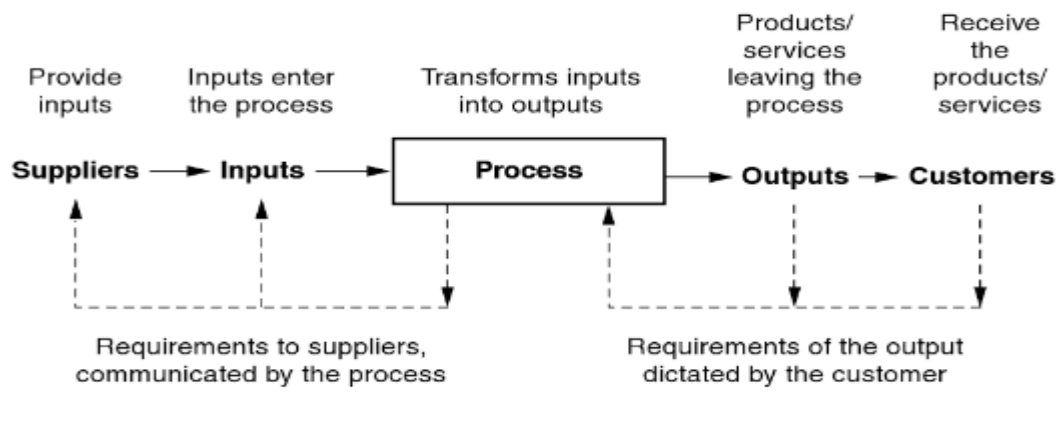 Provide
inputs
Inputs enter
the process
Transforms inputs
into outputs
Products/
services
leaving the
process
Receive
the
products/
services
Suppliers
Inputs
Process
Outputs
Customers
Requirements to suppliers,
communicated by the process
Requirements of the output
dictated by the customer